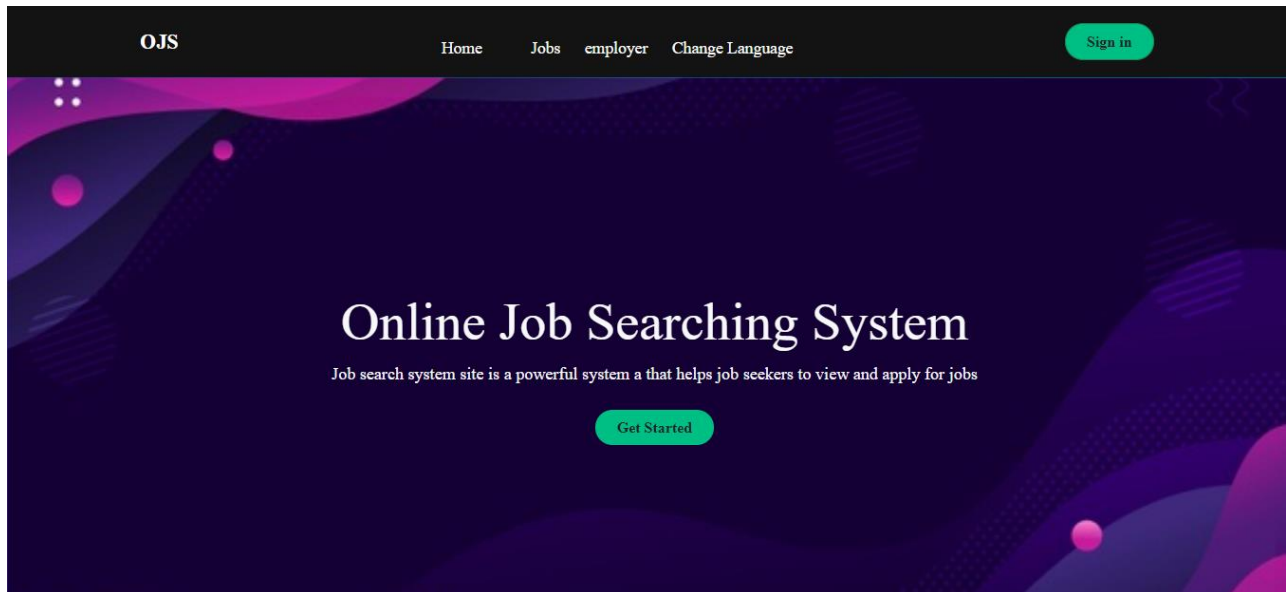 OJS
Home Jobs employer Change Language
Sign in
Online Job Searching System
Job search system site is a powerful system a that helps job seekers to view and apply for jobs
Get Started